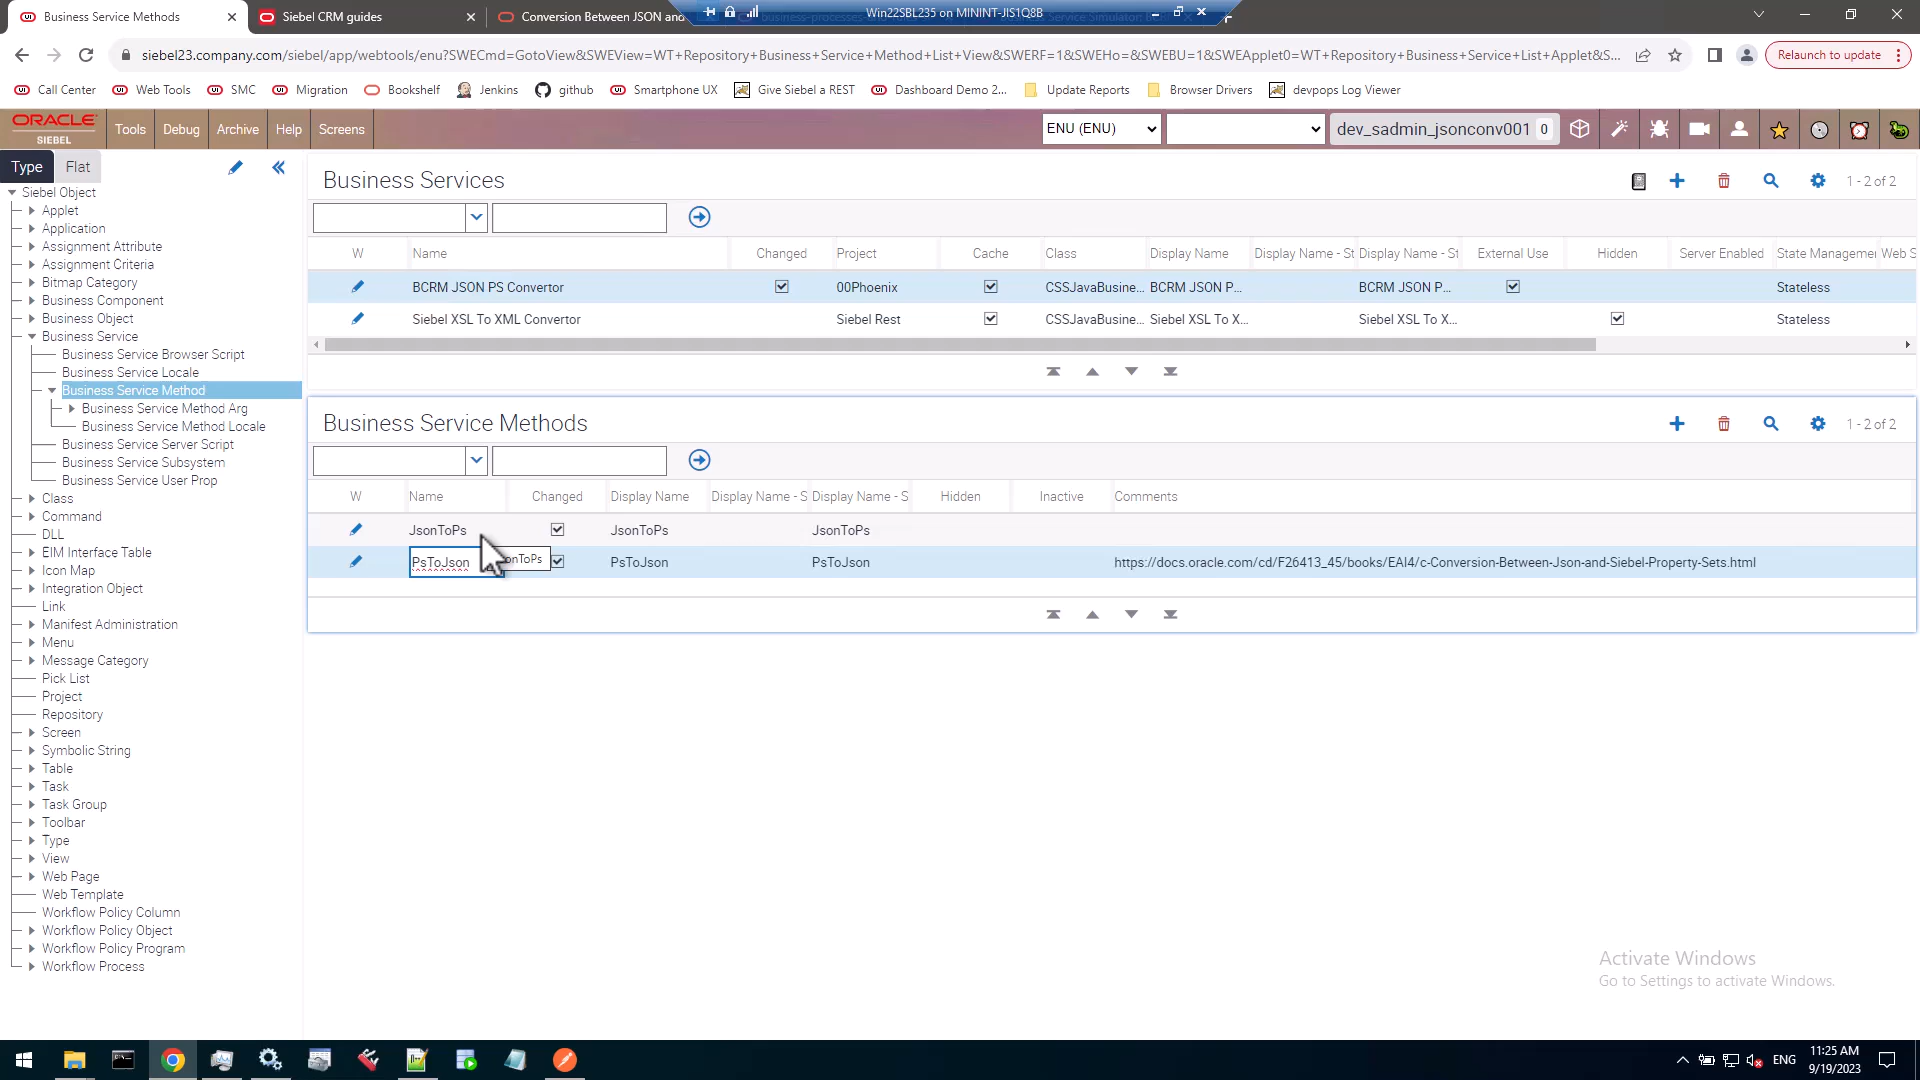 Business Service Methods
Siebel CRM guides
Conversion Between JSON and
Win22SBL235 on MININT-JIS1Q8B
siebel23.company.com/siebel/app/webtools/enu?SWECmd=GotoView&SWEView=WT+Repository+Business+Service+Method+List+View&SWERF=1&SWEHo=&SWEBU=1&SWEApplet0=WT+Repository+Business+Service+List+Applet&S...
Relaunch to update
Call Center
Web Tools
SMC
Migration
Bookshelf
Jenkins
github
Smartphone UX
Give Siebel a REST
Dashboard Demo 2...
Update Reports
Browser Drivers
devpops Log Viewer
ORACLE
SIEBEL
Tools
Debug
Archive
Help
Screens
ENU (ENU)
dev_sadmin_jsonconv001 0
Type
Flat
Siebel Object
Applet
Application
Assignment Attribute
Assignment Criteria
Bitmap Category
Business Component
Business Object
Business Service
Business Service Browser Script
Business Service Locale
Business Service Method
Business Service Method Arg
Business Service Method Locale
Business Service Server Script
Business Service Subsystem
Business Service User Prop
Class
Command
DLL
EIM Interface Table
Icon Map
Integration Object
Link
Manifest Administration
Menu
Message Category
Pick List
Project
Repository
Screen
Symbolic String
Table
Task
Task Group
Toolbar
Type
View
Web Page
Web Template
Workflow Policy Column
Workflow Policy Object
Workflow Policy Program
Workflow Process
Business Services
1 - 2 of 2
W Name Changed Project Cache Class Display Name Display Name - St Display Name - St External Use Hidden Server Enabled State Managemen Web S
BCRM JSON PS Convertor 00Phoenix CSSJavaBusine... BCRM JSON P... BCRM JSON P... Stateless
Siebel XSL To XML Convertor Siebel Rest CSSJavaBusine... Siebel XSL To X... Siebel XSL To X... Stateless
Business Service Methods
1 - 2 of 2
W Name Changed Display Name Display Name - S Display Name - S Hidden Inactive Comments
JsonToPs JsonToPs JsonToPs
PsToJson PsToJson PsToJson https://docs.oracle.com/cd/F26413_45/books/EAI4/c-Conversion-Between-Json-and-Siebel-Property-Sets.html
Activate Windows
Go to Settings to activate Windows.
ENG
11:25 AM
9/19/2023